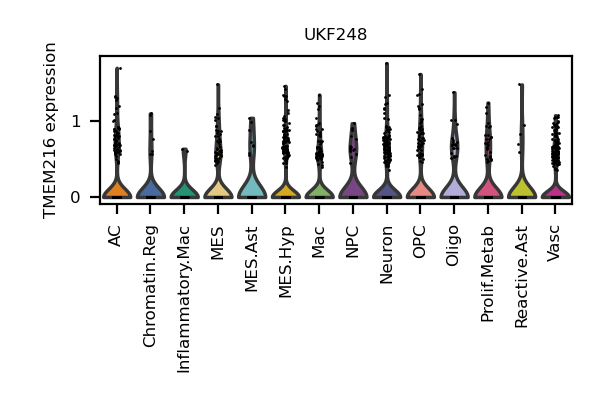 UKF248
TMEM216 expression
1
0
AC
Chromatin.Reg
Inflammatory.Mac
MES
MES.Ast
MES.Hyp
Mac
NPC
Neuron
OPC
Oligo
Prolif.Metab
Reactive.Ast
Vasc